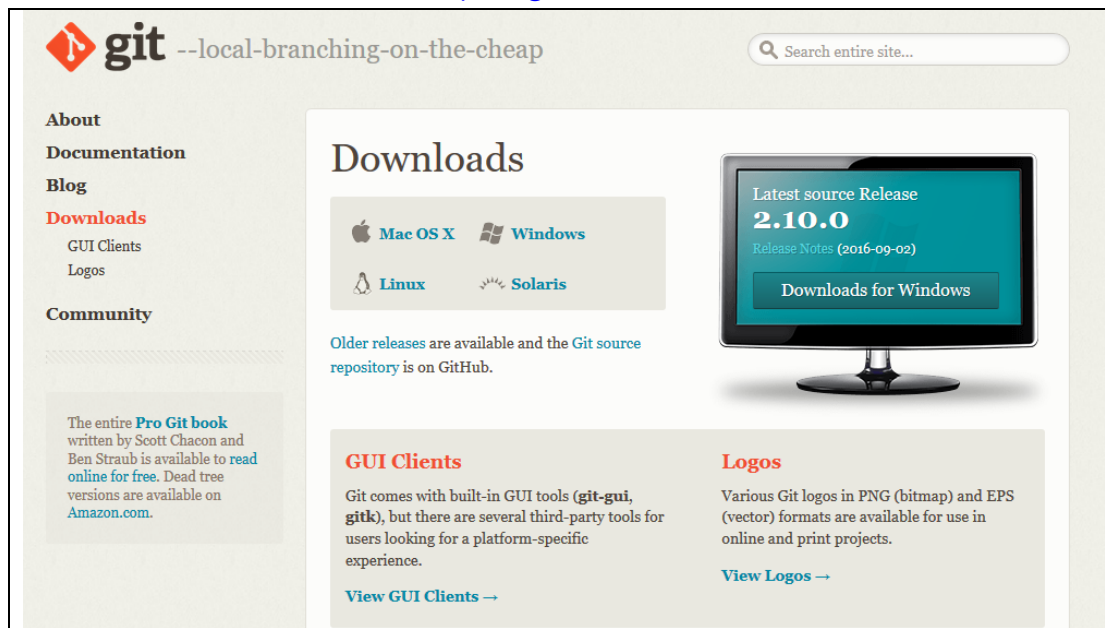 git --local-branching-on-the-cheap
Search entire site...
About
Documentation
Blog
Downloads
GUI Clients
Logos
Community
The entire Pro Git book
written by Scott Chacon and
Ben Straub is available to read
online for free. Dead tree
versions are available on
Amazon.com.
Downloads
Mac OS X
Windows
Linux
Solaris
Older releases are available and the Git source
repository is on GitHub.
Latest source Release
2.10.0
Release Notes (2016-09-02)
Downloads for Windows
GUI Clients
Git comes with built-in GUI tools (git-gui,
gitk), but there are several third-party tools for
users looking for a platform-specific
experience.
View GUI Clients →
Logos
Various Git logos in PNG (bitmap) and EPS
(vector) formats are available for use in
online and print projects.
View Logos →